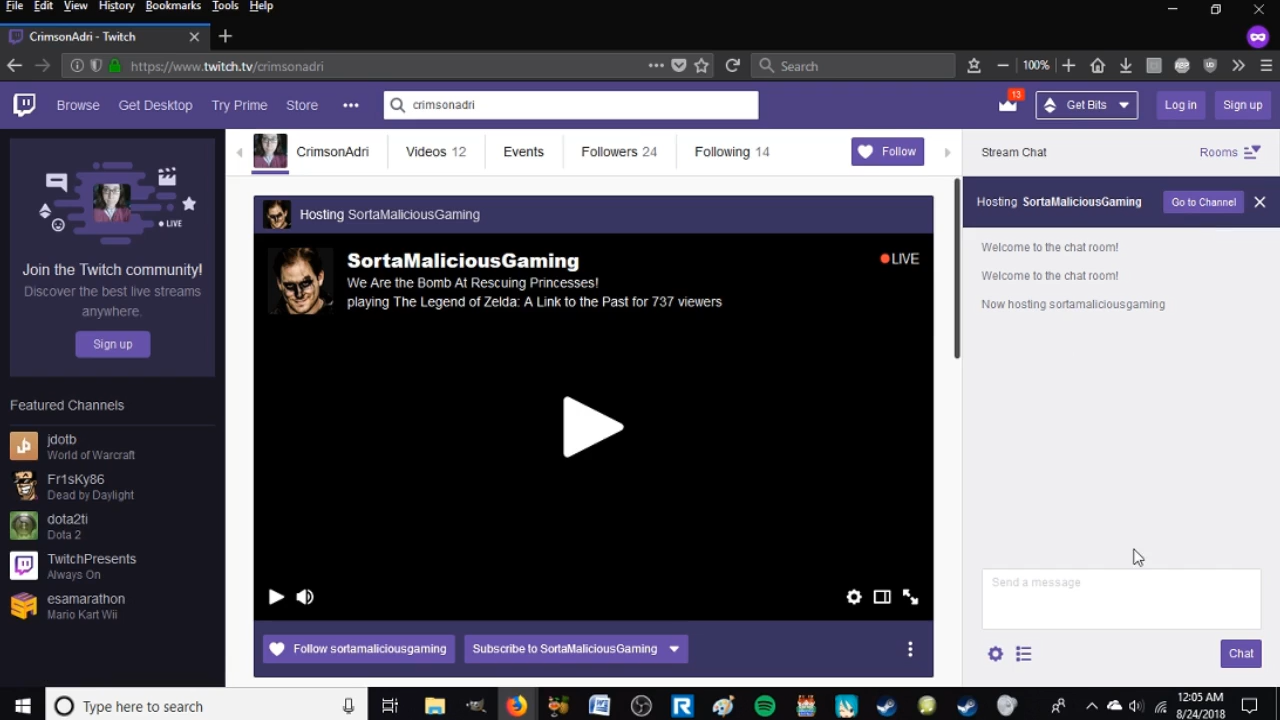 File Edit View History Bookmarks Tools Help
CrimsonAdri - Twitch
https://www.twitch.tv/crimsonadri
Search
100%
Browse Get Desktop Try Prime Store
crimsonadri
13
Get Bits
Log in
Sign up
Join the Twitch community!
Discover the best live streams
anywhere.
Sign up
LIVE
Featured Channels
jdotb
World of Warcraft
Fr1sKy86
Dead by Daylight
dota2ti
Dota 2
TwitchPresents
Always On
esamarathon
Mario Kart Wii
CrimsonAdri
Videos 12
Events
Followers 24
Following 14
Follow
Hosting SortaMaliciousGaming
SortaMaliciousGaming
We Are the Bomb At Rescuing Princesses!
playing The Legend of Zelda: A Link to the Past for 737 viewers
LIVE
Follow sortamaliciousgaming
Subscribe to SortaMaliciousGaming
Stream Chat
Rooms
Hosting SortaMaliciousGaming
Go to Channel
Welcome to the chat room!
Welcome to the chat room!
Now hosting sortamaliciousgaming
Send a message
Chat
Type here to search
12:05 AM
8/24/2018